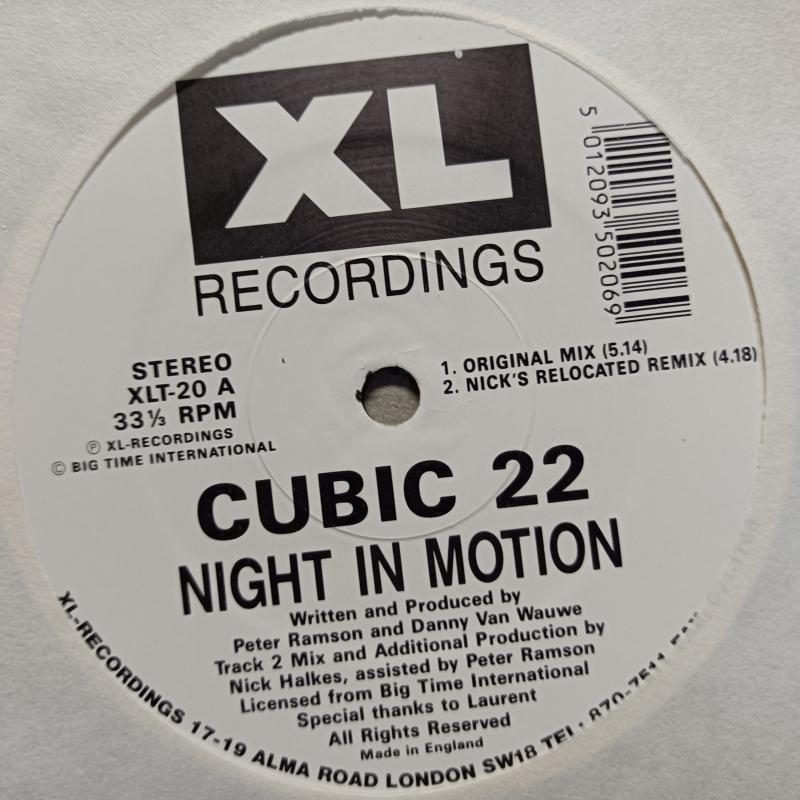 XL
RECORDINGS
5 012093 502069
STEREO
XLT-20 A
33⅓ RPM
Ⓟ XL-RECORDINGS
© BIG TIME INTERNATIONAL
1. ORIGINAL MIX (5.14)
2. NICK'S RELOCATED REMIX (4.18)
CUBIC 22
NIGHT IN MOTION
Written and Produced by
Peter Ramson and Danny Van Wauwe
Track 2 Mix and Additional Production by
Nick Halkes, assisted by Peter Ramson
Licensed from Big Time International
Special thanks to Laurent
All Rights Reserved
Made in England
XL-RECORDINGS 17-19 ALMA ROAD LONDON SW18 TEL: 870-7511